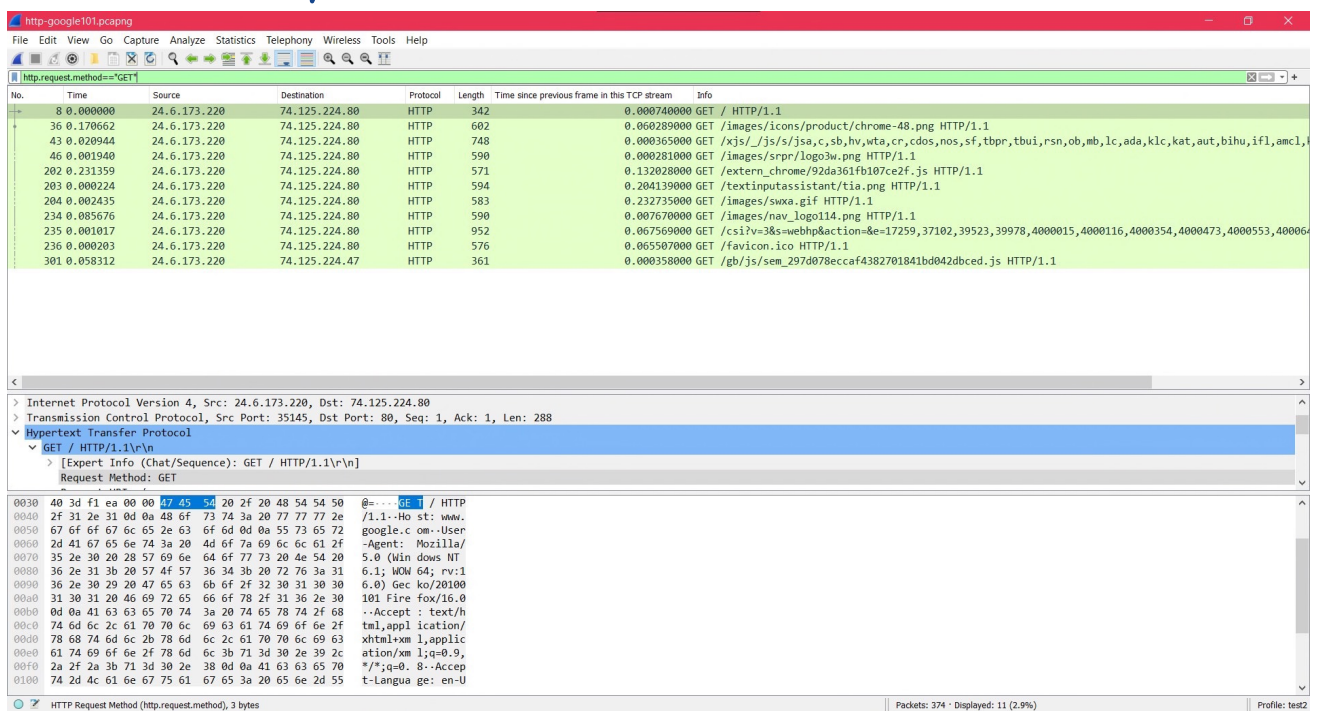 http-google101.pcapng
File Edit View Go Capture Analyze Statistics Telephony Wireless Tools Help
http.request.method=="GET"
No. Time Source Destination Protocol Length Time since previous frame in this TCP stream Info
8 0.000000 24.6.173.220 74.125.224.80 HTTP 342 0.000740000 GET / HTTP/1.1
36 0.170662 24.6.173.220 74.125.224.80 HTTP 602 0.060289000 GET /images/icons/product/chrome-48.png HTTP/1.1
43 0.020944 24.6.173.220 74.125.224.80 HTTP 748 0.000365000 GET /xjs/_/js/s/jsa,c,sb,hv,wta,cr,cdos,nos,sf,tbpr,tbui,rsn,ob,mb,lc,ada,klc,kat,aut,bihu,ifl,amcl,
46 0.001940 24.6.173.220 74.125.224.80 HTTP 590 0.000281000 GET /images/srpr/logo3w.png HTTP/1.1
202 0.231359 24.6.173.220 74.125.224.80 HTTP 571 0.132028000 GET /extern_chrome/92da361fb107ce2f.js HTTP/1.1
203 0.000224 24.6.173.220 74.125.224.80 HTTP 594 0.204139000 GET /textinputassistant/tia.png HTTP/1.1
204 0.002435 24.6.173.220 74.125.224.80 HTTP 583 0.232735000 GET /images/swxa.gif HTTP/1.1
234 0.085676 24.6.173.220 74.125.224.80 HTTP 590 0.007670000 GET /images/nav_logo114.png HTTP/1.1
235 0.001017 24.6.173.220 74.125.224.80 HTTP 952 0.067569000 GET /csi?v=3&s=webhp&action=&e=17259,37102,39523,39978,4000015,4000116,4000354,4000473,4000553,400064
236 0.000203 24.6.173.220 74.125.224.80 HTTP 576 0.065507000 GET /favicon.ico HTTP/1.1
301 0.058312 24.6.173.220 74.125.224.47 HTTP 361 0.000358000 GET /gb/js/sem_297d078eccaf4382701841bd042dbced.js HTTP/1.1
> Internet Protocol Version 4, Src: 24.6.173.220, Dst: 74.125.224.80
> Transmission Control Protocol, Src Port: 35145, Dst Port: 80, Seq: 1, Ack: 1, Len: 288
Hypertext Transfer Protocol
GET / HTTP/1.1\r\n
> [Expert Info (Chat/Sequence): GET / HTTP/1.1\r\n]
Request Method: GET
0030 40 3d f1 ea 00 00 47 45 54 20 2f 20 48 54 54 50 @=····GE T / HTTP
0040 2f 31 2e 31 0d 0a 48 6f 73 74 3a 20 77 77 77 2e /1.1··Ho st: www.
0050 67 6f 6f 67 6c 65 2e 63 6f 6d 0d 0a 55 73 65 72 google.c om··User
0060 2d 41 67 65 6e 74 3a 20 4d 6f 7a 69 6c 6c 61 2f -Agent: Mozilla/
0070 35 2e 30 20 28 57 69 6e 64 6f 77 73 20 4e 54 20 5.0 (Win dows NT
0080 36 2e 31 3b 20 57 4f 57 36 34 3b 20 72 76 3a 31 6.1; WOW 64; rv:1
0090 36 2e 30 29 20 47 65 63 6b 6f 2f 32 30 31 30 30 6.0) Gec ko/20100
00a0 31 30 31 20 46 69 72 65 66 6f 78 2f 31 36 2e 30 101 Fire fox/16.0
00b0 0d 0a 41 63 63 65 70 74 3a 20 74 65 78 74 2f 68 ··Accept : text/h
00c0 74 6d 6c 2c 61 70 70 6c 69 63 61 74 69 6f 6e 2f tml,appl ication/
00d0 78 68 74 6d 6c 2b 78 6d 6c 2c 61 70 70 6c 69 63 xhtml+xm l,applic
00e0 61 74 69 6f 6e 2f 78 6d 6c 3b 71 3d 30 2e 39 2c ation/xm l;q=0.9,
00f0 2a 2f 2a 3b 71 3d 30 2e 38 0d 0a 41 63 63 65 70 */*;q=0. 8··Accep
0100 74 2d 4c 61 6e 67 75 61 67 65 3a 20 65 6e 2d 55 t-Langua ge: en-U
HTTP Request Method (http.request.method), 3 bytes Packets: 374 · Displayed: 11 (2.9%) Profile: test2